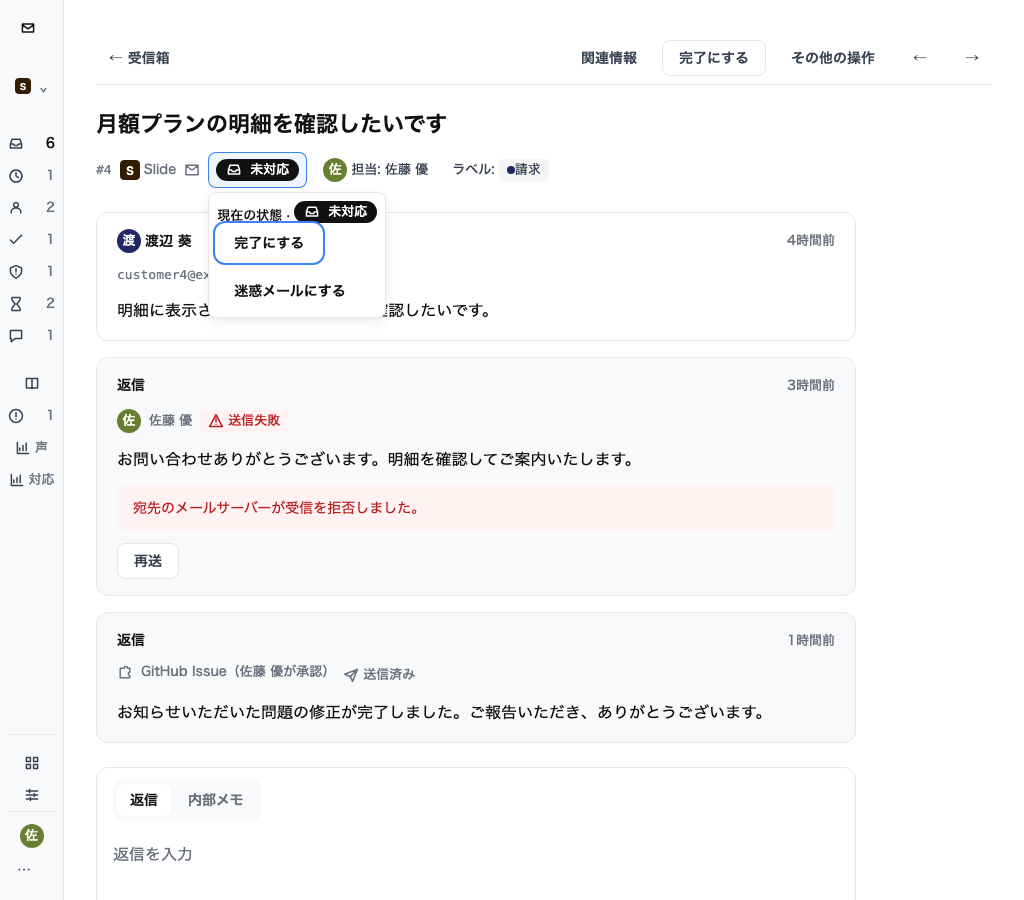 ← 受信箱
関連情報
完了にする
その他の操作
←
→
S
6
1
2
1
1
2
1
1
声
対応
佐
…
月額プランの明細を確認したいです
#4 S Slide 未対応 佐 担当: 佐藤 優 ラベル: 請求
現在の状態 · 未対応
完了にする
迷惑メールにする
渡 渡辺 葵 4時間前
customer4@ex
明細に表示さ
確認したいです。
返信 3時間前
佐 佐藤 優 送信失敗
お問い合わせありがとうございます。明細を確認してご案内いたします。
宛先のメールサーバーが受信を拒否しました。
再送
返信 1時間前
GitHub Issue（佐藤 優が承認） 送信済み
お知らせいただいた問題の修正が完了しました。ご報告いただき、ありがとうございます。
返信 内部メモ
返信を入力